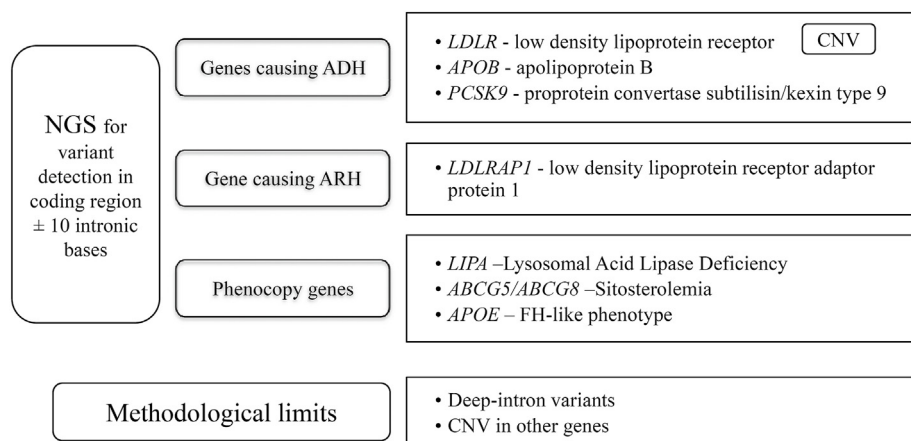 NGS for
variant
detection in
coding region
± 10 intronic
bases
Genes causing ADH
• LDLR - low density lipoprotein receptor
CNV
• APOB - apolipoprotein B
• PCSK9 - proprotein convertase subtilisin/kexin type 9
Gene causing ARH
• LDLRAP1 - low density lipoprotein receptor adaptor
protein 1
Phenocopy genes
• LIPA –Lysosomal Acid Lipase Deficiency
• ABCG5/ABCG8 –Sitosterolemia
• APOE – FH-like phenotype
Methodological limits
• Deep-intron variants
• CNV in other genes